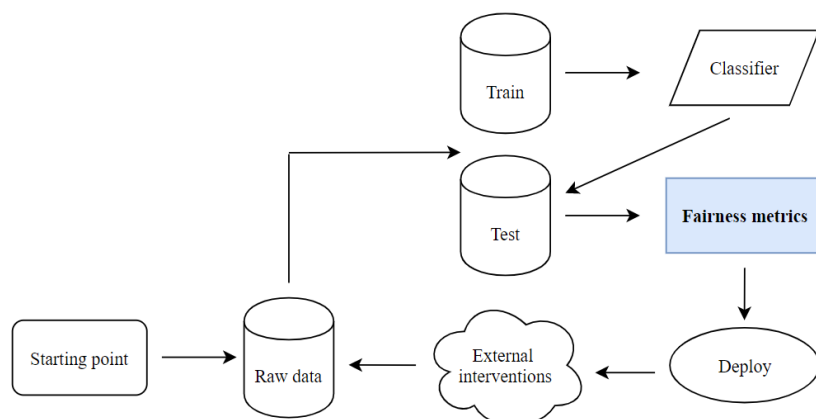 Train
Classifier
Test
Fairness metrics
Starting point
Raw data
External
interventions
Deploy